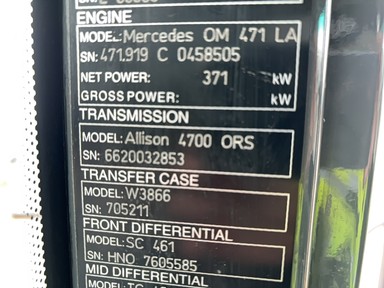 ENGINE
MODEL: Mercedes OM 471 LA
SN: 471.919 C 0458505
NET POWER: 371 kW
GROSS POWER: kW
TRANSMISSION
MODEL: Allison 4700 ORS
SN: 6620032853
TRANSFER CASE
MODEL: W3866
SN: 705211
FRONT DIFFERENTIAL
MODEL: SC 461
SN: HNO 7605585
MID DIFFERENTIAL
MODEL: